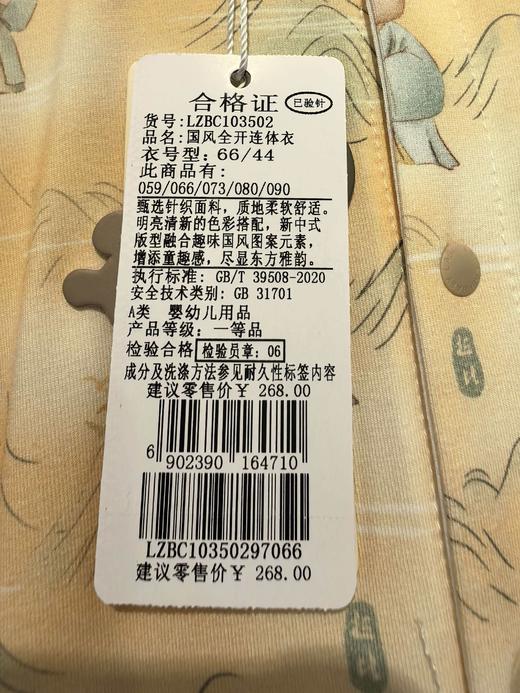 合格证 已验针
货号:LZBC103502
品名:国风全开连体衣
衣号型:66/44
此商品有:
059/066/073/080/090
甄选针织面料，质地柔软舒适。
明亮清新的色彩搭配，新中式
版型融合趣味国风图案元素，
增添童趣感，尽显东方雅韵。
执行标准: GB/T 39508-2020
安全技术类别: GB 31701
A类 婴幼儿用品
产品等级: 一等品
检验合格 检验员章: 06
成分及洗涤方法参见耐久性标签内容
建议零售价￥ 268.00
6 902390 164710
LZBC10350297066
建议零售价￥ 268.00